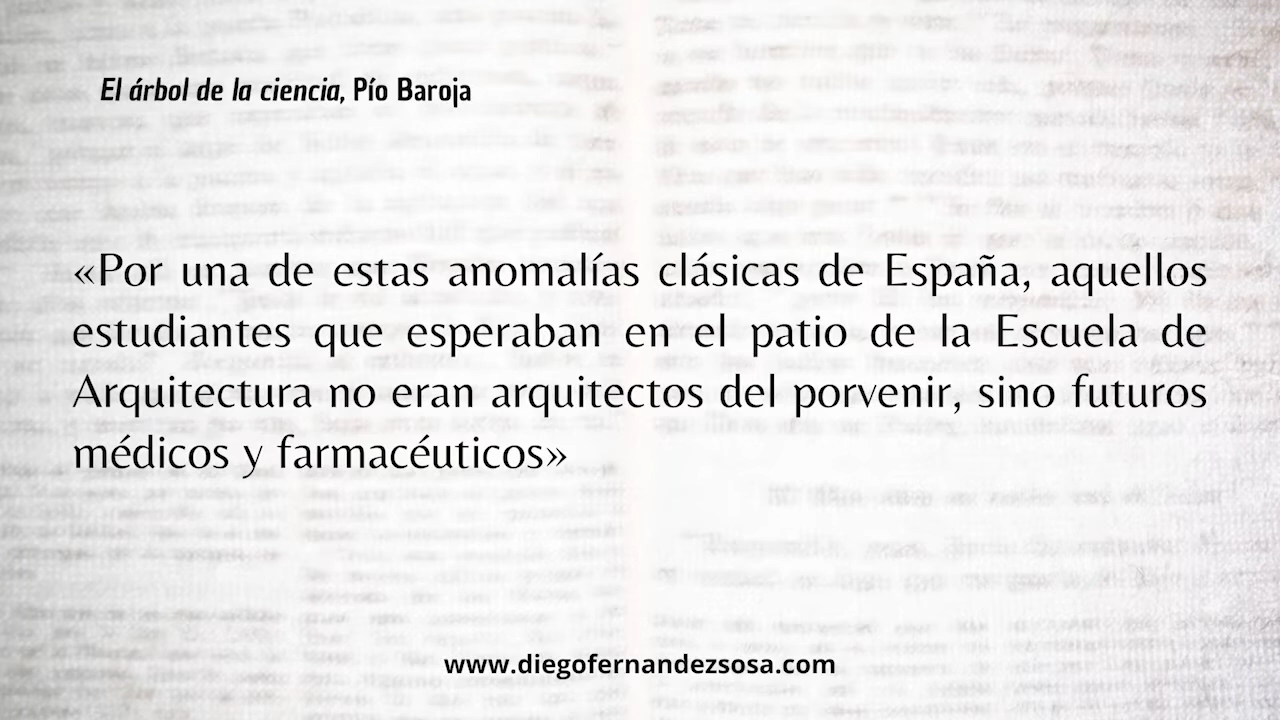 El árbol de la ciencia, Pío Baroja
«Por una de estas anomalías clásicas de España, aquellos
estudiantes que esperaban en el patio de la Escuela de
Arquitectura no eran arquitectos del porvenir, sino futuros
médicos y farmacéuticos»
www.diegofernandezsosa.com